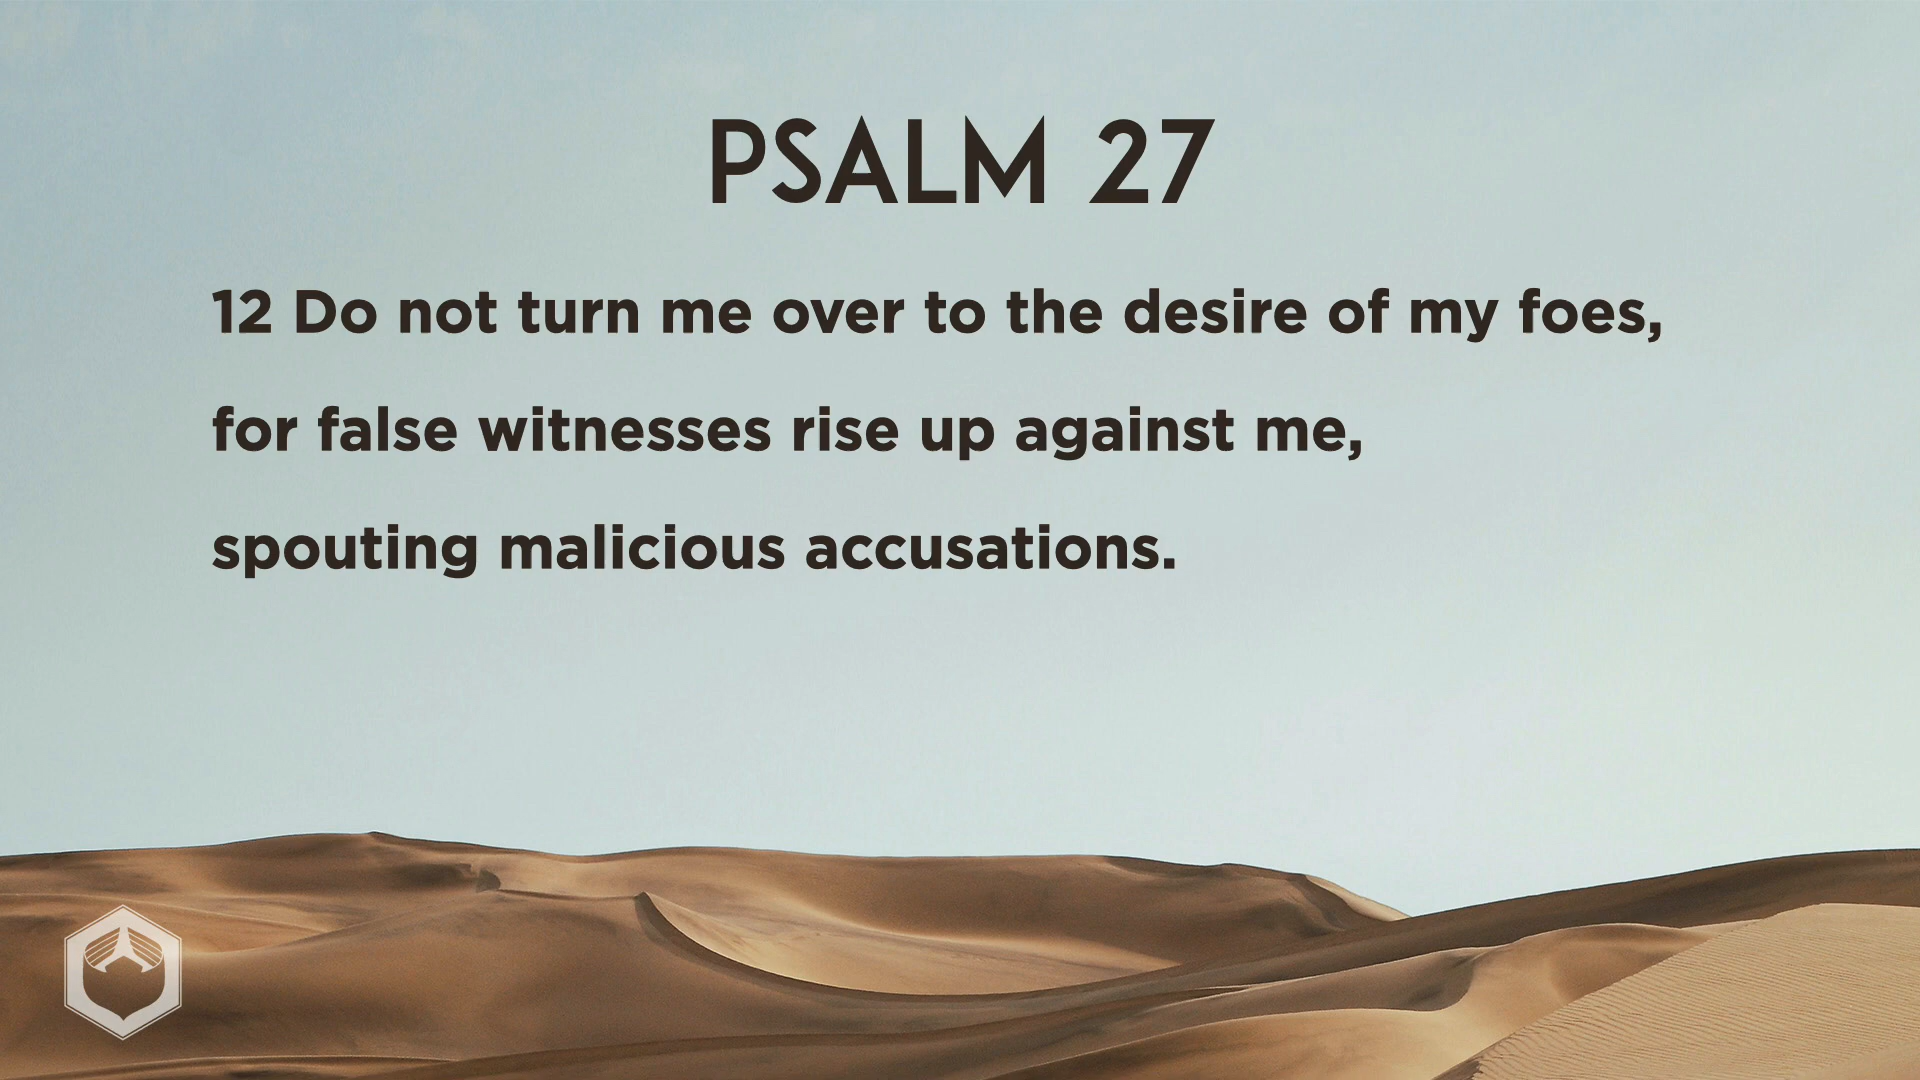 PSALM 27
12 Do not turn me over to the desire of my foes,
for false witnesses rise up against me,
spouting malicious accusations.